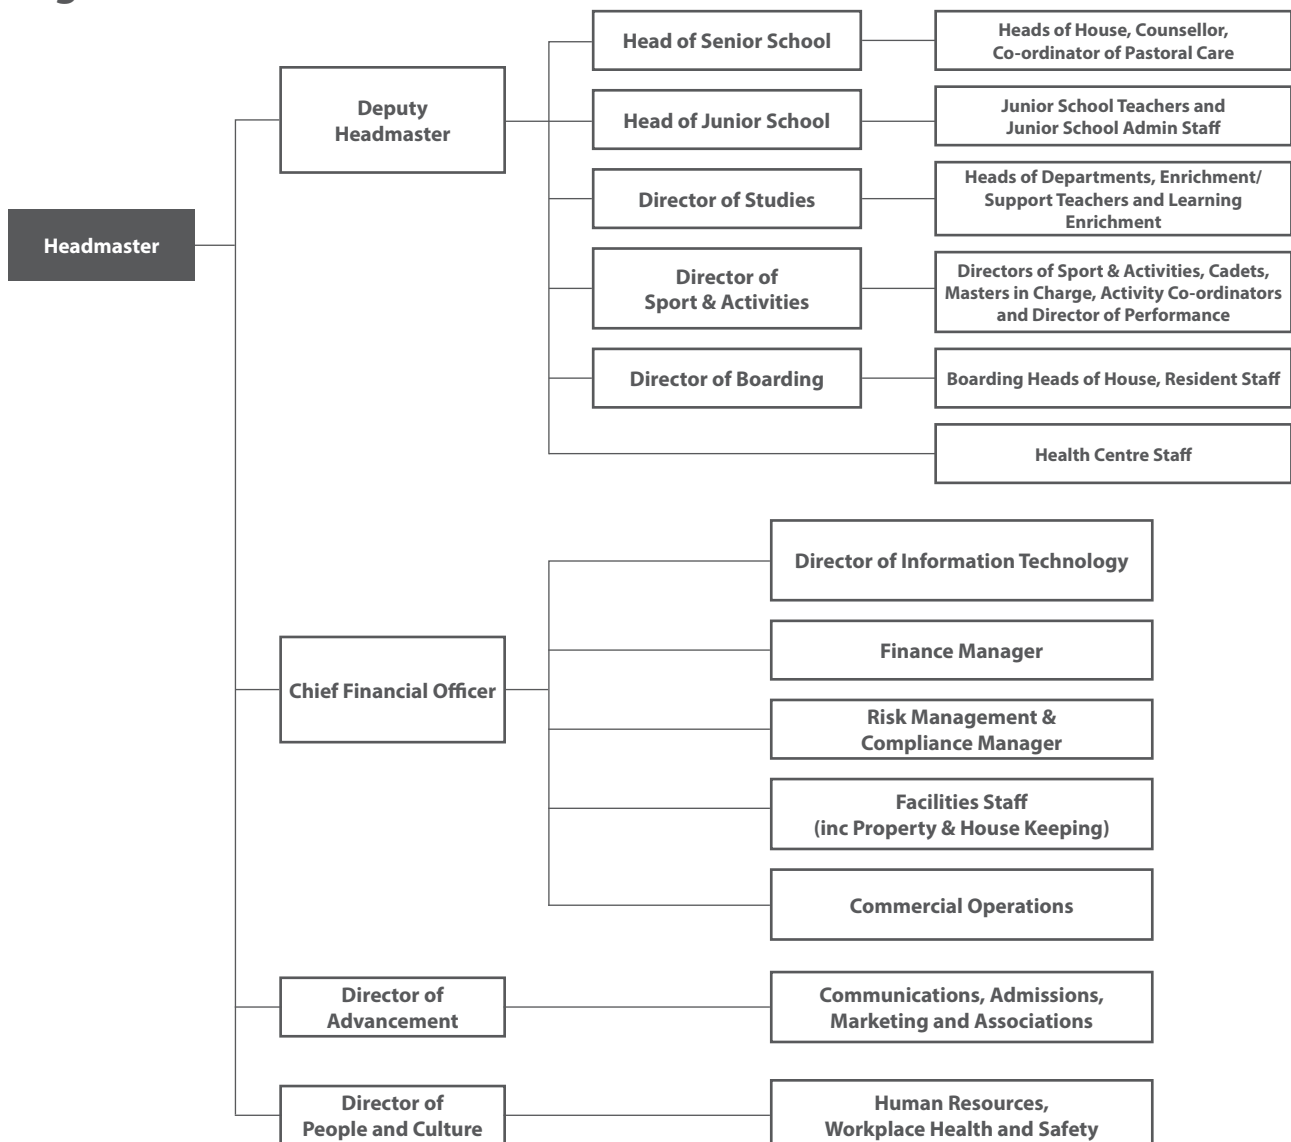 Headmaster
Deputy
Headmaster
Head of Senior School
Heads of House, Counsellor,
Co-ordinator of Pastoral Care
Head of Junior School
Junior School Teachers and
Junior School Admin Staff
Director of Studies
Heads of Departments, Enrichment/
Support Teachers and Learning
Enrichment
Director of
Sport & Activities
Directors of Sport & Activities, Cadets,
Masters in Charge, Activity Co-ordinators
and Director of Performance
Director of Boarding
Boarding Heads of House, Resident Staff
Health Centre Staff
Chief Financial Officer
Director of Information Technology
Finance Manager
Risk Management &
Compliance Manager
Facilities Staff
(inc Property & House Keeping)
Commercial Operations
Director of
Advancement
Communications, Admissions,
Marketing and Associations
Director of
People and Culture
Human Resources,
Workplace Health and Safety